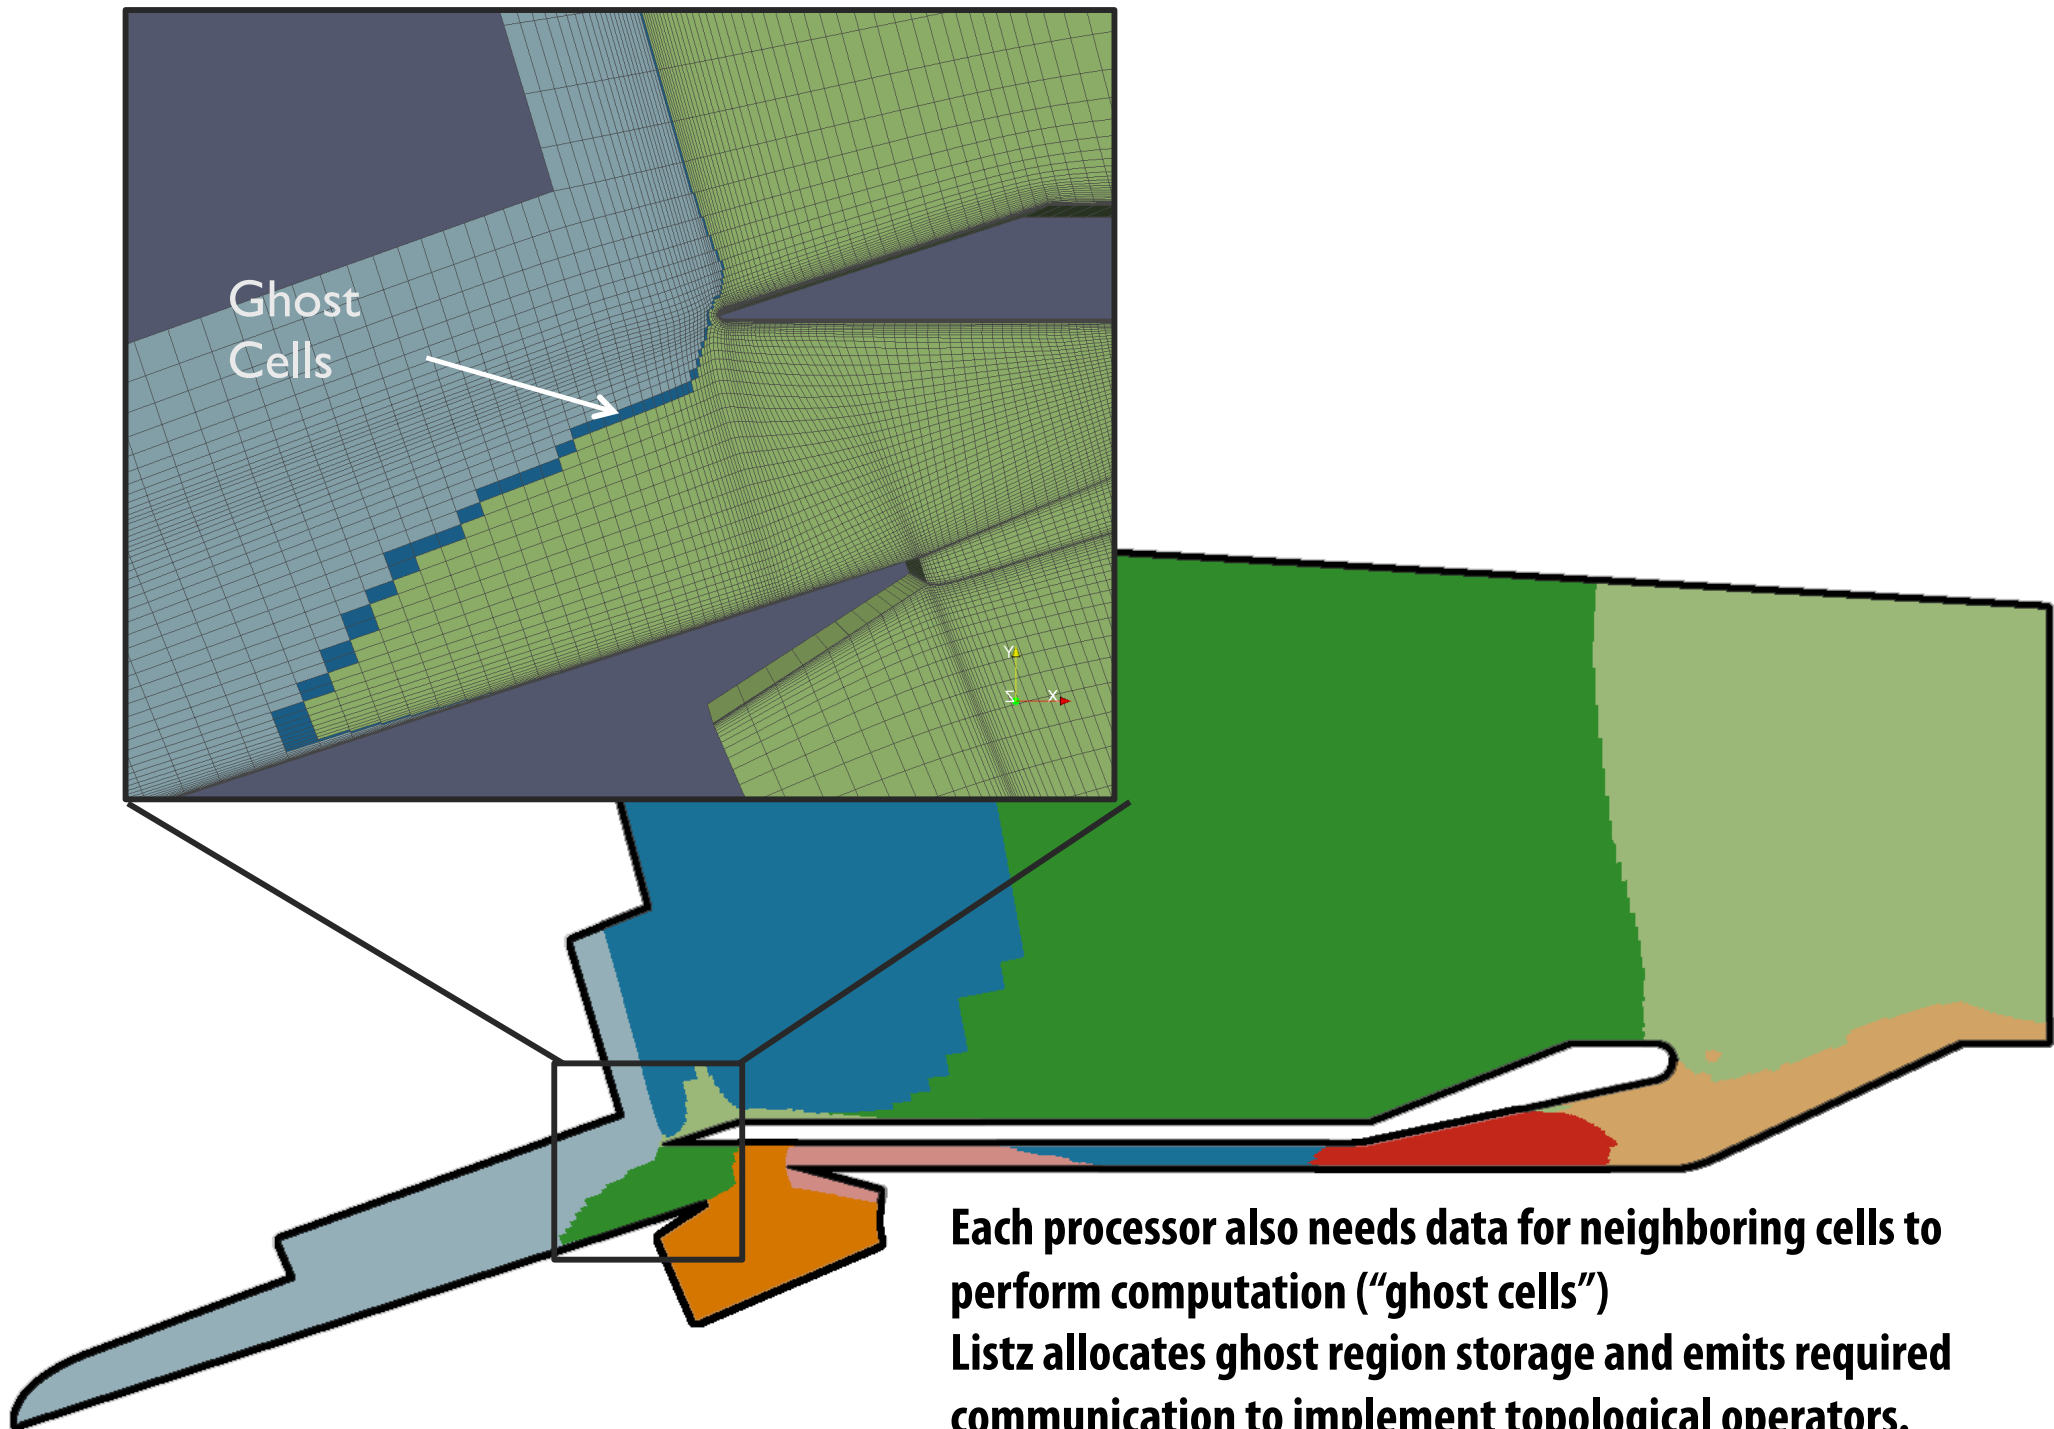 Ghost
Cells
Y
Z X
Each processor also needs data for neighboring cells to
perform computation (“ghost cells”)
Listz allocates ghost region storage and emits required
communication to implement topological operators.